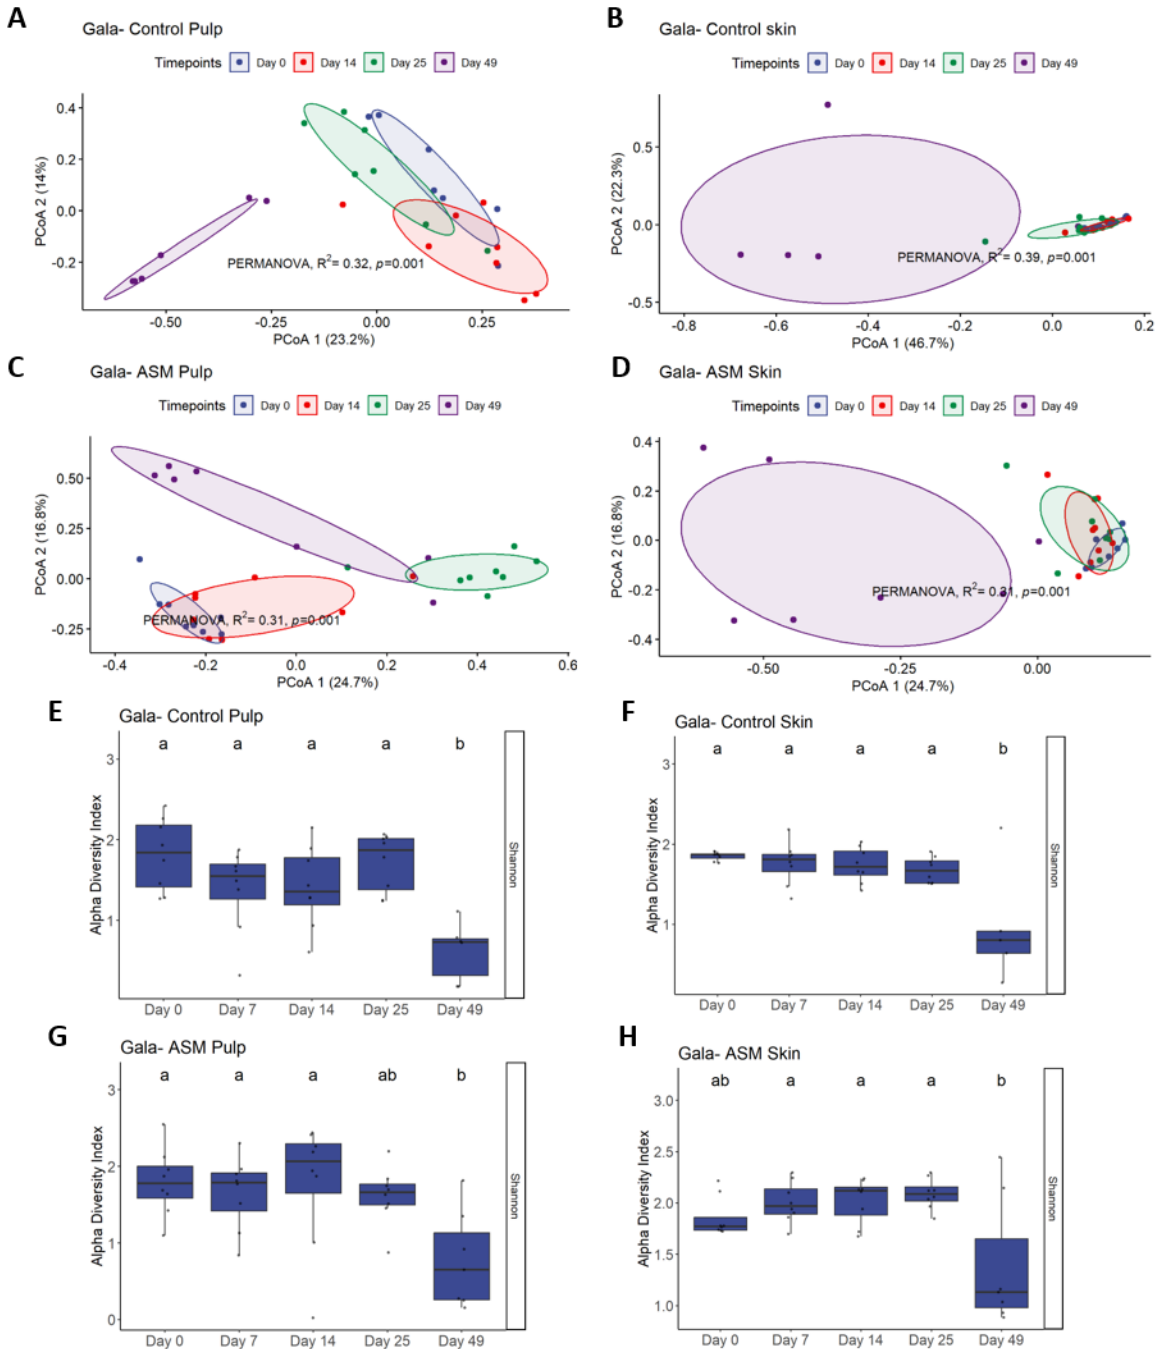 A
Gala- Control Pulp
Timepoints Day 0 Day 14 Day 25 Day 49
0.4
0.2
0.0
-0.2
PCoA 2 (14%)
PERMANOVA, R²= 0.32, p=0.001
-0.50 -0.25 0.00 0.25
PCoA 1 (23.2%)
B
Gala- Control skin
Timepoints Day 0 Day 14 Day 25 Day 49
0.5
0.0
-0.5
PCoA 2 (22.3%)
PERMANOVA, R²= 0.39, p=0.001
-0.8 -0.6 -0.4 -0.2 0.0 0.2
PCoA 1 (46.7%)
C
Gala- ASM Pulp
Timepoints Day 0 Day 14 Day 25 Day 49
0.50
0.25
0.00
-0.25
PCoA 2 (16.8%)
PERMANOVA, R²= 0.31, p=0.001
-0.4 -0.2 0.0 0.2 0.4 0.6
PCoA 1 (24.7%)
D
Gala- ASM Skin
Timepoints Day 0 Day 14 Day 25 Day 49
0.4
0.2
0.0
-0.2
-0.4
PCoA 2 (16.8%)
PERMANOVA, R²= 0.31, p=0.001
-0.50 -0.25 0.00
PCoA 1 (24.7%)
E
Gala- Control Pulp
a a a a b
3
2
1
Alpha Diversity Index
Shannon
Day 0 Day 7 Day 14 Day 25 Day 49
F
Gala- Control Skin
a a a a b
3
2
1
Alpha Diversity Index
Shannon
Day 0 Day 7 Day 14 Day 25 Day 49
G
Gala- ASM Pulp
a a a ab b
3
2
1
0
Alpha Diversity Index
Shannon
Day 0 Day 7 Day 14 Day 25 Day 49
H
Gala- ASM Skin
ab a a a b
3.0
2.5
2.0
1.5
1.0
Alpha Diversity Index
Shannon
Day 0 Day 7 Day 14 Day 25 Day 49